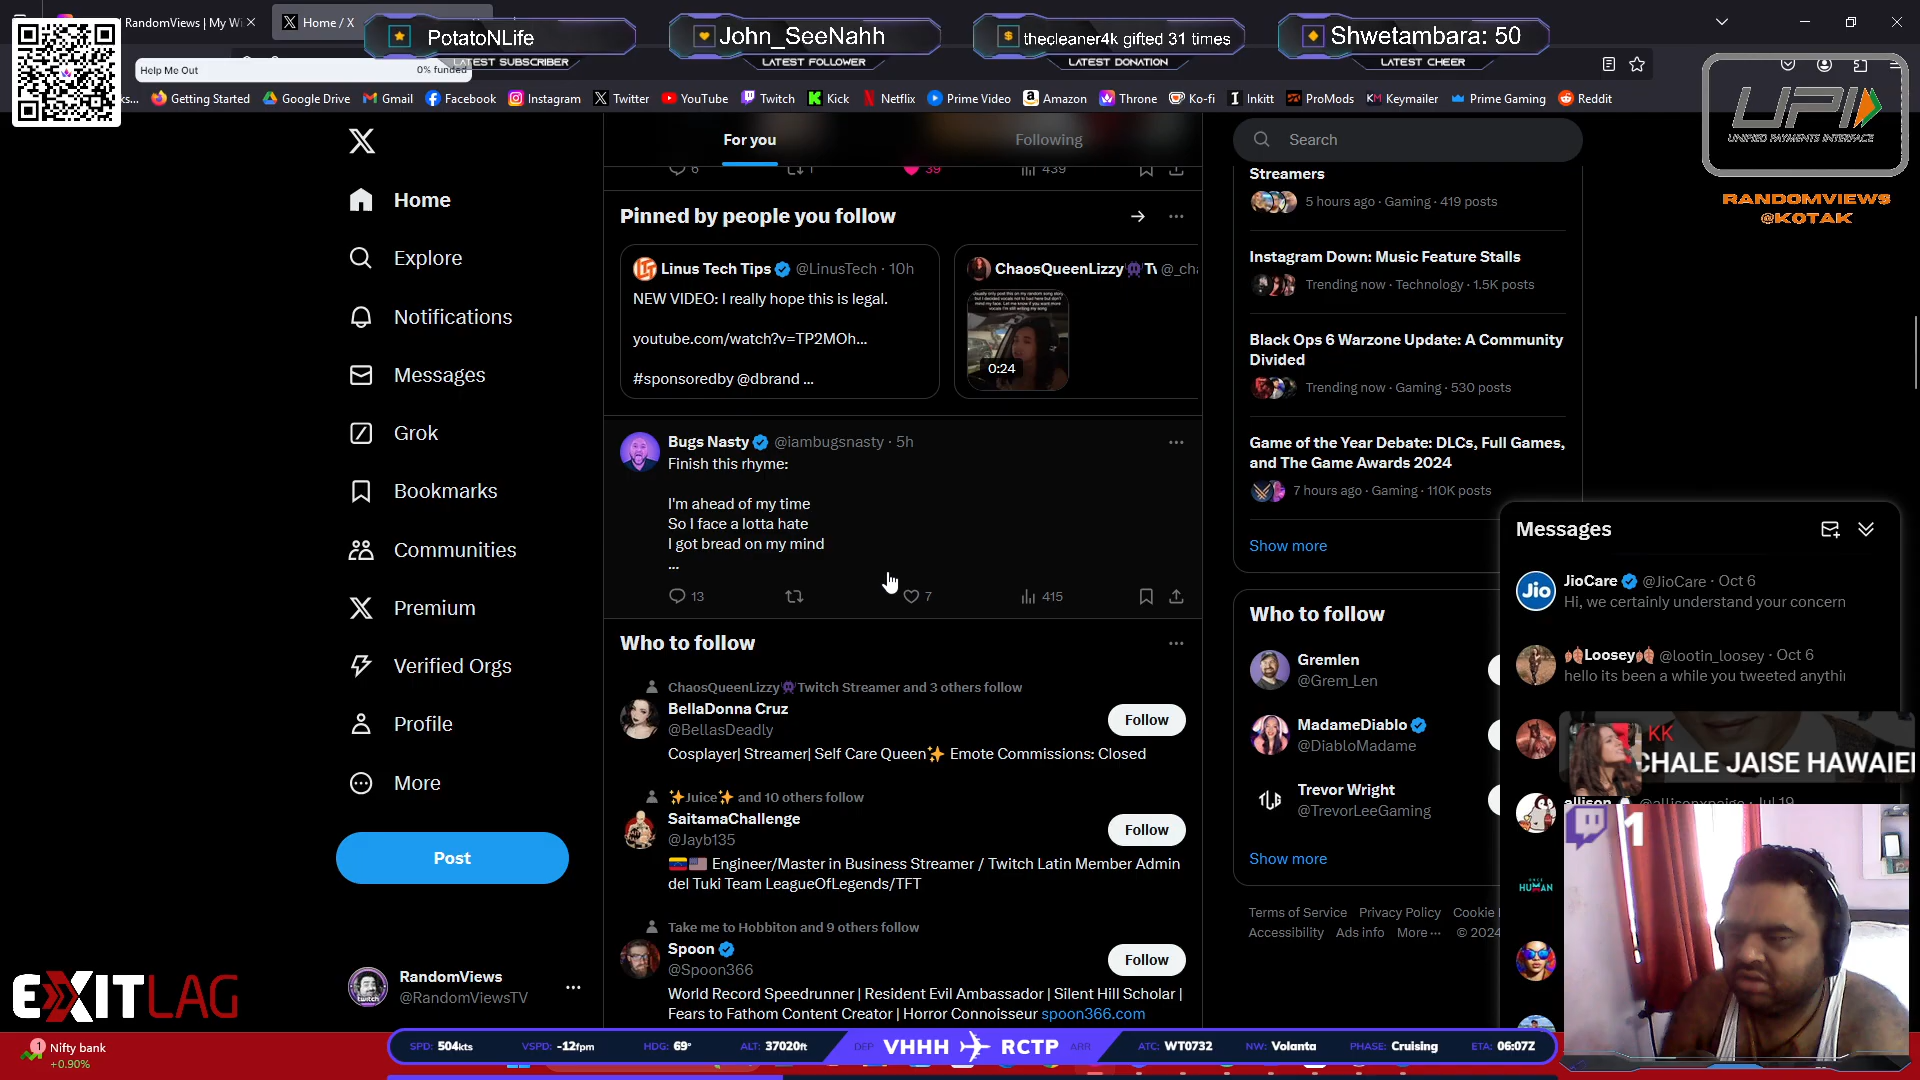 RandomViews | My Wi
Home / X
PotatoNLife
LATEST SUBSCRIBER
John_SeeNahh
LATEST FOLLOWER
thecleaner4k gifted 31 times
LATEST DONATION
Shwetambara: 50
LATEST CHEER
Help Me Out
0% funded
ks...
Getting Started
Google Drive
Gmail
Facebook
Instagram
Twitter
YouTube
Twitch
Kick
Netflix
Prime Video
Amazon
Throne
Ko-fi
Inkitt
ProMods
Keymailer
Prime Gaming
Reddit
UPI
UNIFIED PAYMENTS INTERFACE
RANDOMVIEWS
@KOTAK
Home
Explore
Notifications
Messages
Grok
Bookmarks
Communities
Premium
Verified Orgs
Profile
More
Post
RandomViews
@RandomViewsTV
For you
Following
6
1
39
439
Pinned by people you follow
Linus Tech Tips @LinusTech · 10h
NEW VIDEO: I really hope this is legal.
youtube.com/watch?v=TP2MOh...
#sponsoredby @dbrand ...
ChaosQueenLizzy👾Tw @_cha
0:24
Bugs Nasty @iambugsnasty · 5h
Finish this rhyme:
I'm ahead of my time
So I face a lotta hate
I got bread on my mind
...
13
7
415
Who to follow
ChaosQueenLizzy👾Twitch Streamer and 3 others follow
BellaDonna Cruz
@BellasDeadly
Follow
Cosplayer| Streamer| Self Care Queen✨ Emote Commissions: Closed
✨Juice✨ and 10 others follow
SaitamaChallenge
@Jayb135
Follow
🇻🇪🇺🇸 Engineer/Master in Business Streamer / Twitch Latin Member Admin
del Tuki Team LeagueOfLegends/TFT
Take me to Hobbiton and 9 others follow
Spoon
@Spoon366
Follow
World Record Speedrunner | Resident Evil Ambassador | Silent Hill Scholar |
Fears to Fathom Content Creator | Horror Connoisseur spoon366.com
Search
Streamers
5 hours ago · Gaming · 419 posts
Instagram Down: Music Feature Stalls
Trending now · Technology · 1.5K posts
Black Ops 6 Warzone Update: A Community
Divided
Trending now · Gaming · 530 posts
Game of the Year Debate: DLCs, Full Games,
and The Game Awards 2024
7 hours ago · Gaming · 110K posts
Show more
Who to follow
Gremlen
@Grem_Len
MadameDiablo
@DiabloMadame
Trevor Wright
@TrevorLeeGaming
Show more
Terms of Service Privacy Policy Cookie
Accessibility Ads info More ··· © 2024
Messages
JioCare @JioCare · Oct 6
Hi, we certainly understand your concern
🍂Loosey🍂 @lootin_loosey · Oct 6
hello its been a while you tweeted anythi
KK
CHALE JAISE HAWAIEI
allison @allisonxpaige · Jul 19
HUMAN
1
EXITLAG
1
Nifty bank
+0.90%
SPD: 504kts
VSPD: -12fpm
HDG: 69°
ALT: 37020ft
DEP VHHH RCTP ARR
ATC: WT0732
NW: Volanta
PHASE: Cruising
ETA: 06:07Z